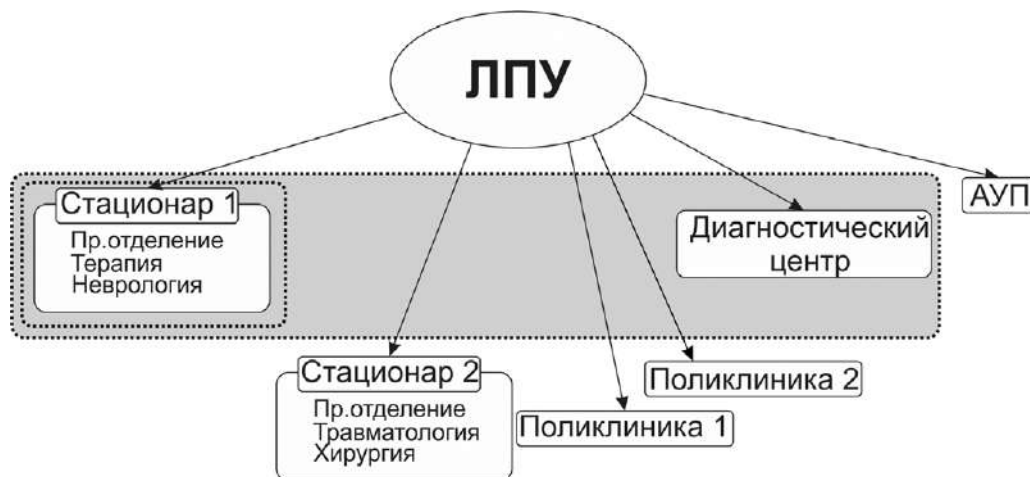 ЛПУ
АУП
Стационар 1
Пр.отделение
Терапия
Неврология
Диагностический
центр
Стационар 2
Пр.отделение
Травматология
Хирургия
Поликлиника 2
Поликлиника 1